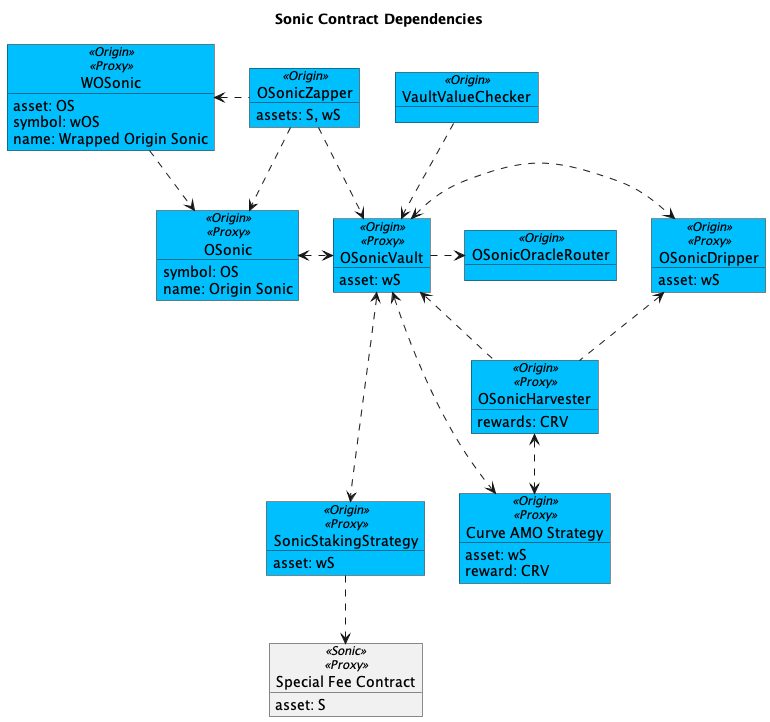 Sonic Contract Dependencies
«Origin»
«Proxy»
WOSonic
asset: OS
symbol: wOS
name: Wrapped Origin Sonic
«Origin»
OSonicZapper
assets: S, wS
«Origin»
VaultValueChecker
«Origin»
«Proxy»
OSonic
symbol: OS
name: Origin Sonic
«Origin»
«Proxy»
OSonicVault
asset: wS
«Origin»
OSonicOracleRouter
«Origin»
«Proxy»
OSonicDripper
asset: wS
«Origin»
«Proxy»
OSonicHarvester
rewards: CRV
«Origin»
«Proxy»
SonicStakingStrategy
asset: wS
«Origin»
«Proxy»
Curve AMO Strategy
asset: wS
reward: CRV
«Sonic»
«Proxy»
Special Fee Contract
asset: S